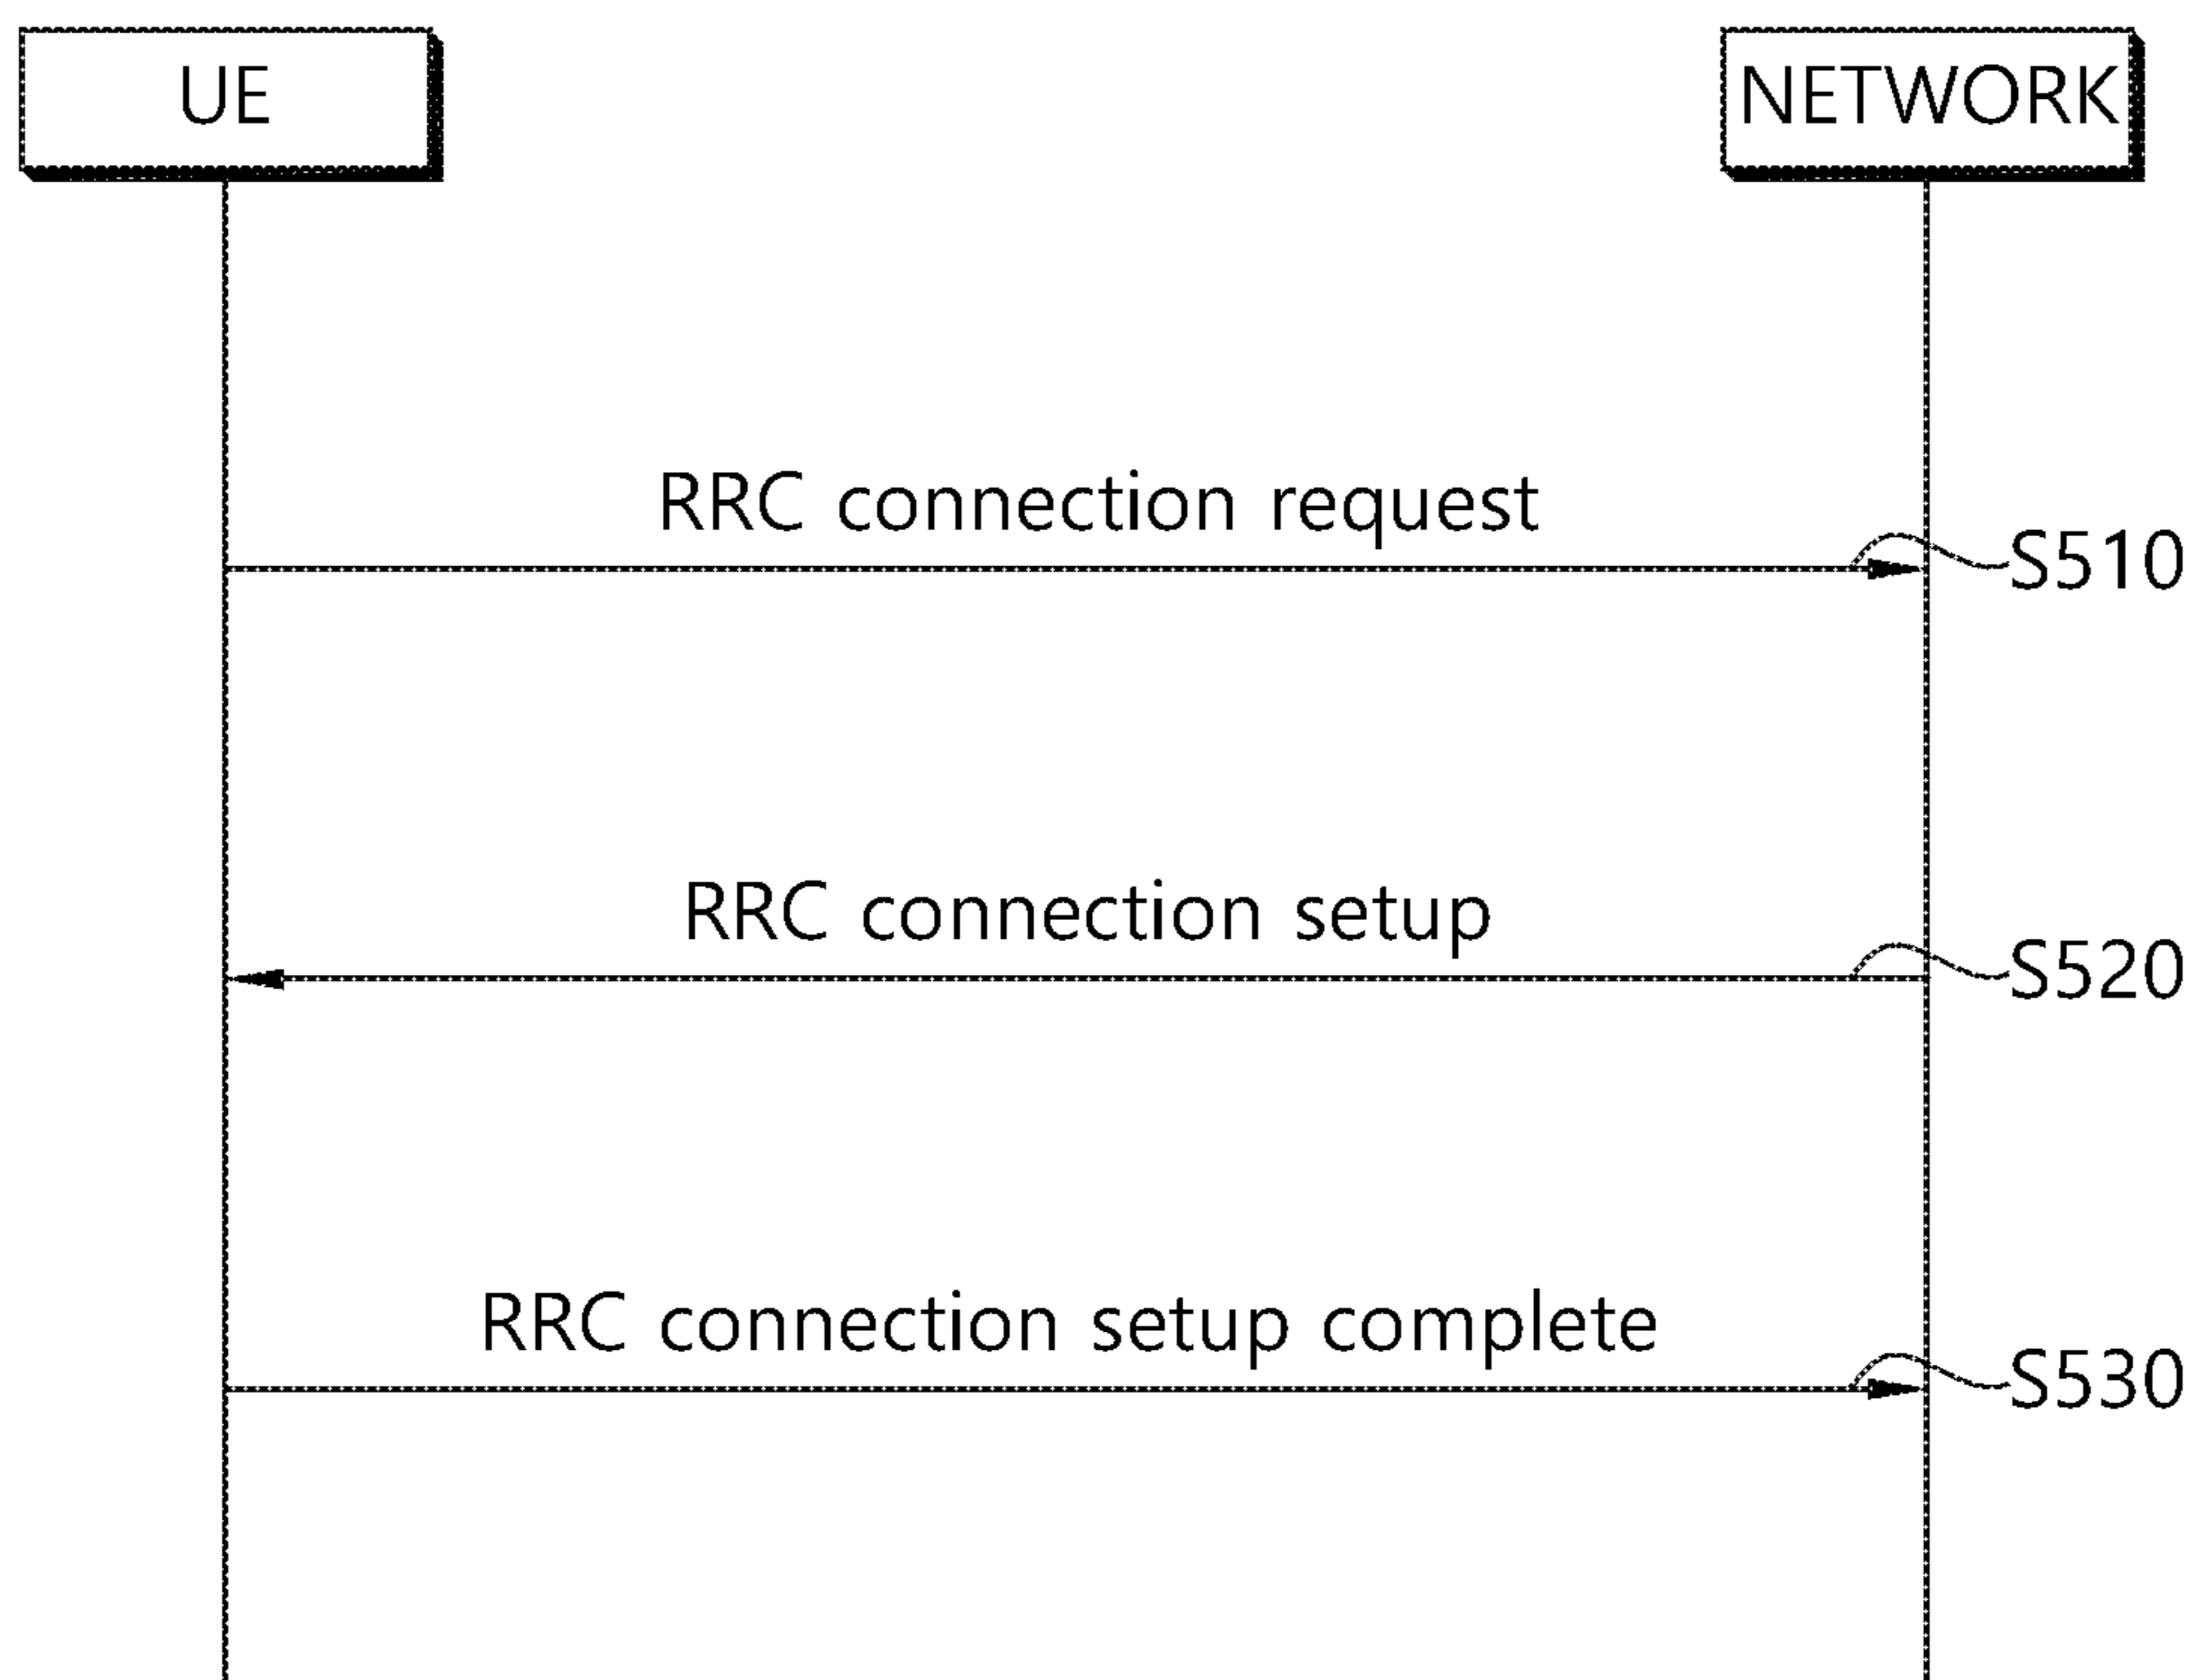 UE
NETWORK
RRC connection request
S510
RRC connection setup
S520
RRC connection setup complete
S530